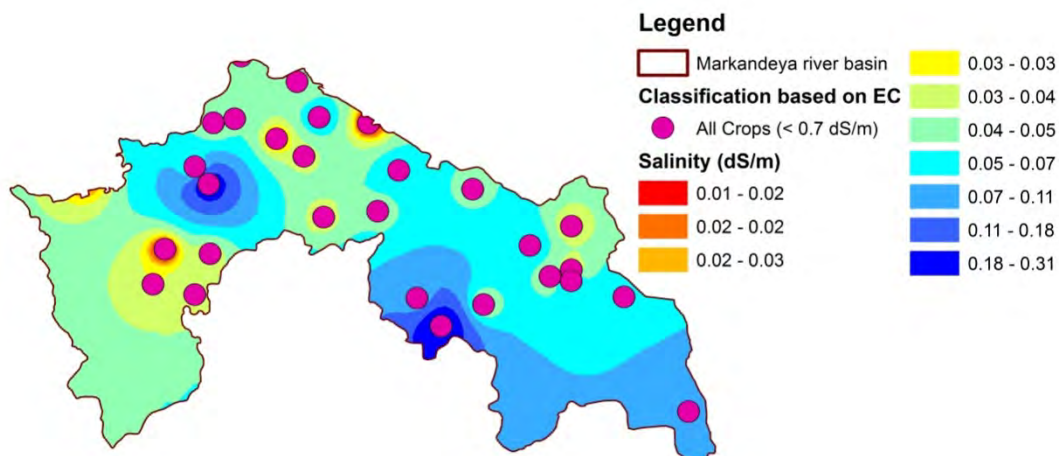 Legend
Markandeya river basin
Classification based on EC
All Crops (< 0.7 dS/m)
Salinity (dS/m)
0.01 - 0.02
0.02 - 0.02
0.02 - 0.03
0.03 - 0.03
0.03 - 0.04
0.04 - 0.05
0.05 - 0.07
0.07 - 0.11
0.11 - 0.18
0.18 - 0.31